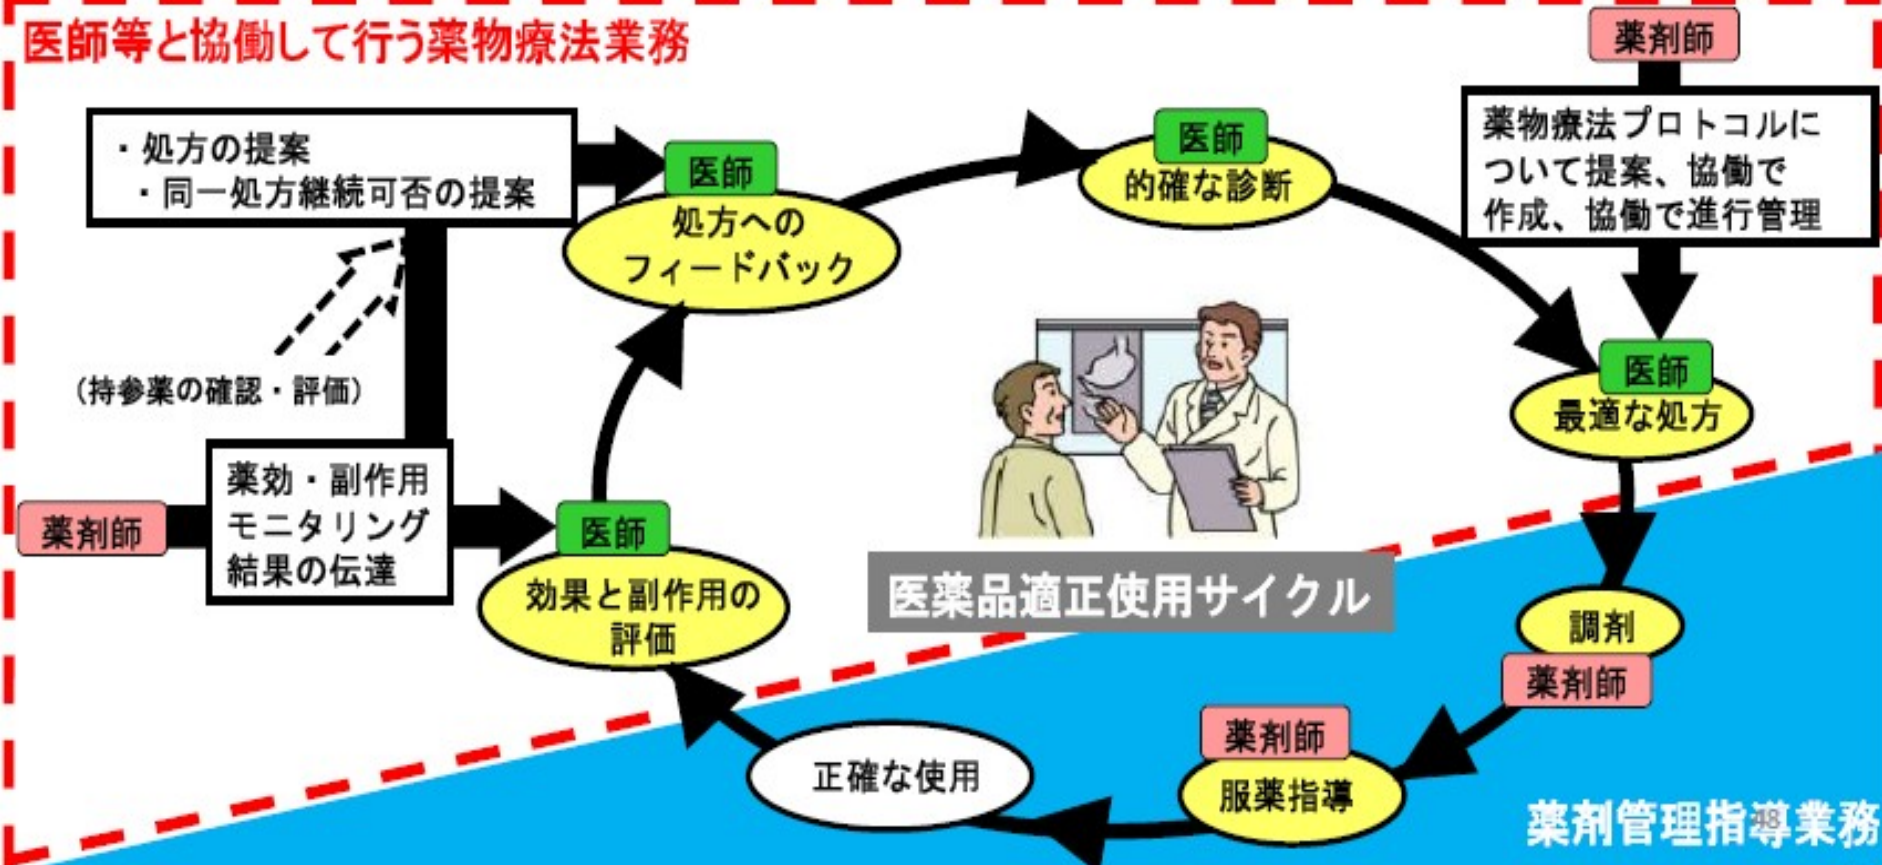 医師等と協働して行う薬物療法業務
薬剤師
・処方の提案
・同一処方継続可否の提案
医師
処方への
フィードバック
医師
的確な診断
薬物療法プロトコルに
ついて提案、協働で
作成、協働で進行管理
医師
最適な処方
（持参薬の確認・評価）
薬剤師
薬効・副作用
モニタリング
結果の伝達
医師
効果と副作用の
評価
医薬品適正使用サイクル
調剤
薬剤師
薬剤師
服薬指導
正確な使用
薬剤管理指導業務
48